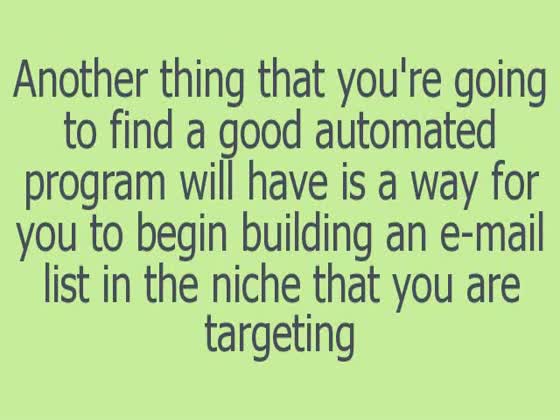 Another thing that you're going
to find a good automated
program will have is a way for
you to begin building an e-mail
list in the niche that you are
targeting